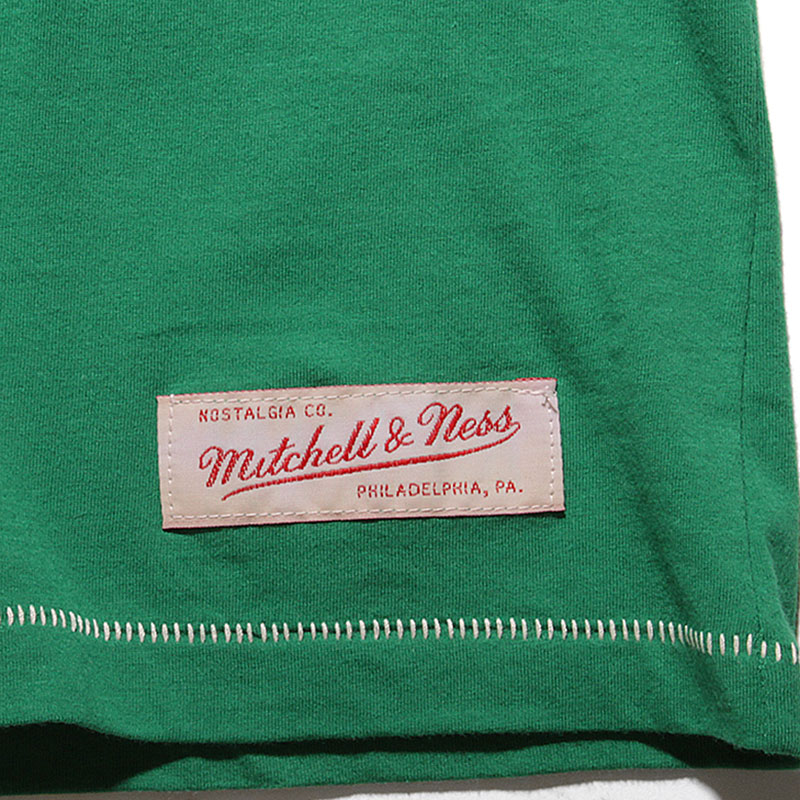 NOSTALGIA CO.
Mitchell & Ness
PHILADELPHIA, PA.